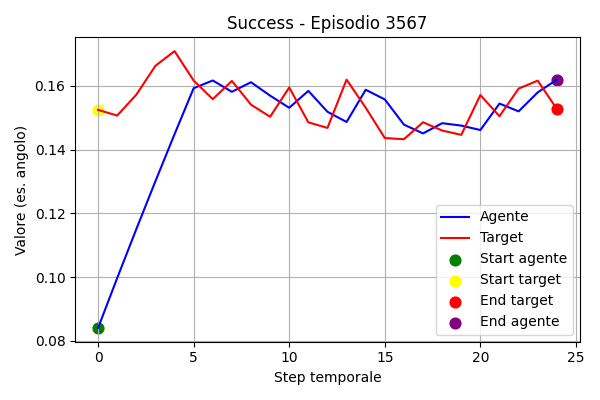 Success - Episodio 3567
Valore (es. angolo)
0.16
0.14
0.12
0.10
0.08
0
5
10
15
20
25
Step temporale
Agente
Target
Start agente
Start target
End target
End agente